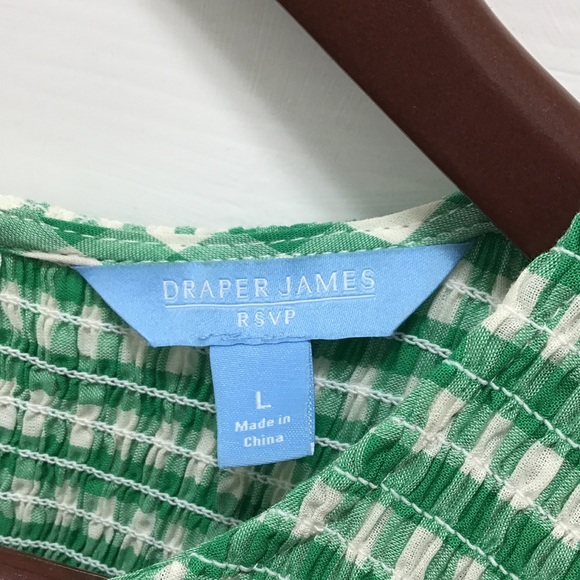 DRAPER JAMES
RSVP
L
Made in
China